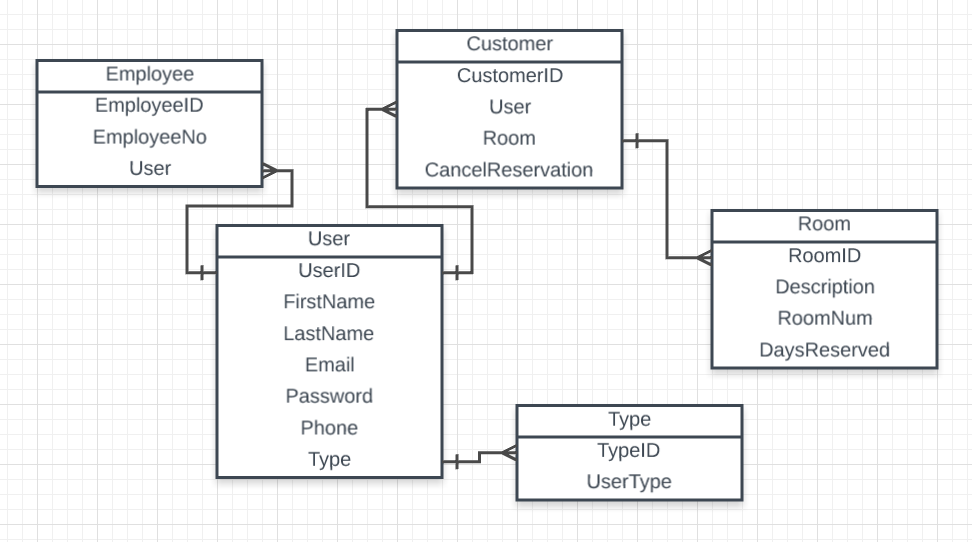 Employee
EmployeeID
EmployeeNo
User
Customer
CustomerID
User
Room
CancelReservation
User
UserID
FirstName
LastName
Email
Password
Phone
Type
Room
RoomID
Description
RoomNum
DaysReserved
Type
TypeID
UserType